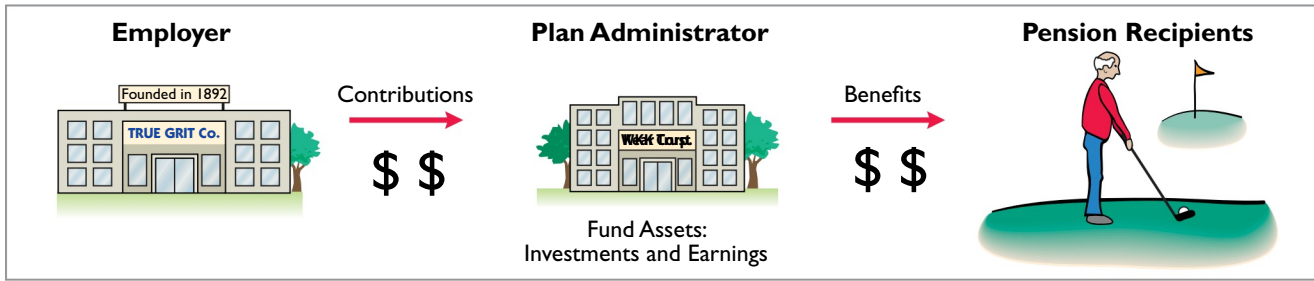 Employer
Plan Administrator
Pension Recipients
Founded in 1892
TRUE GRIT Co.
Contributions
$ $
Benefits
$ $
Fund Assets:
Investments and Earnings